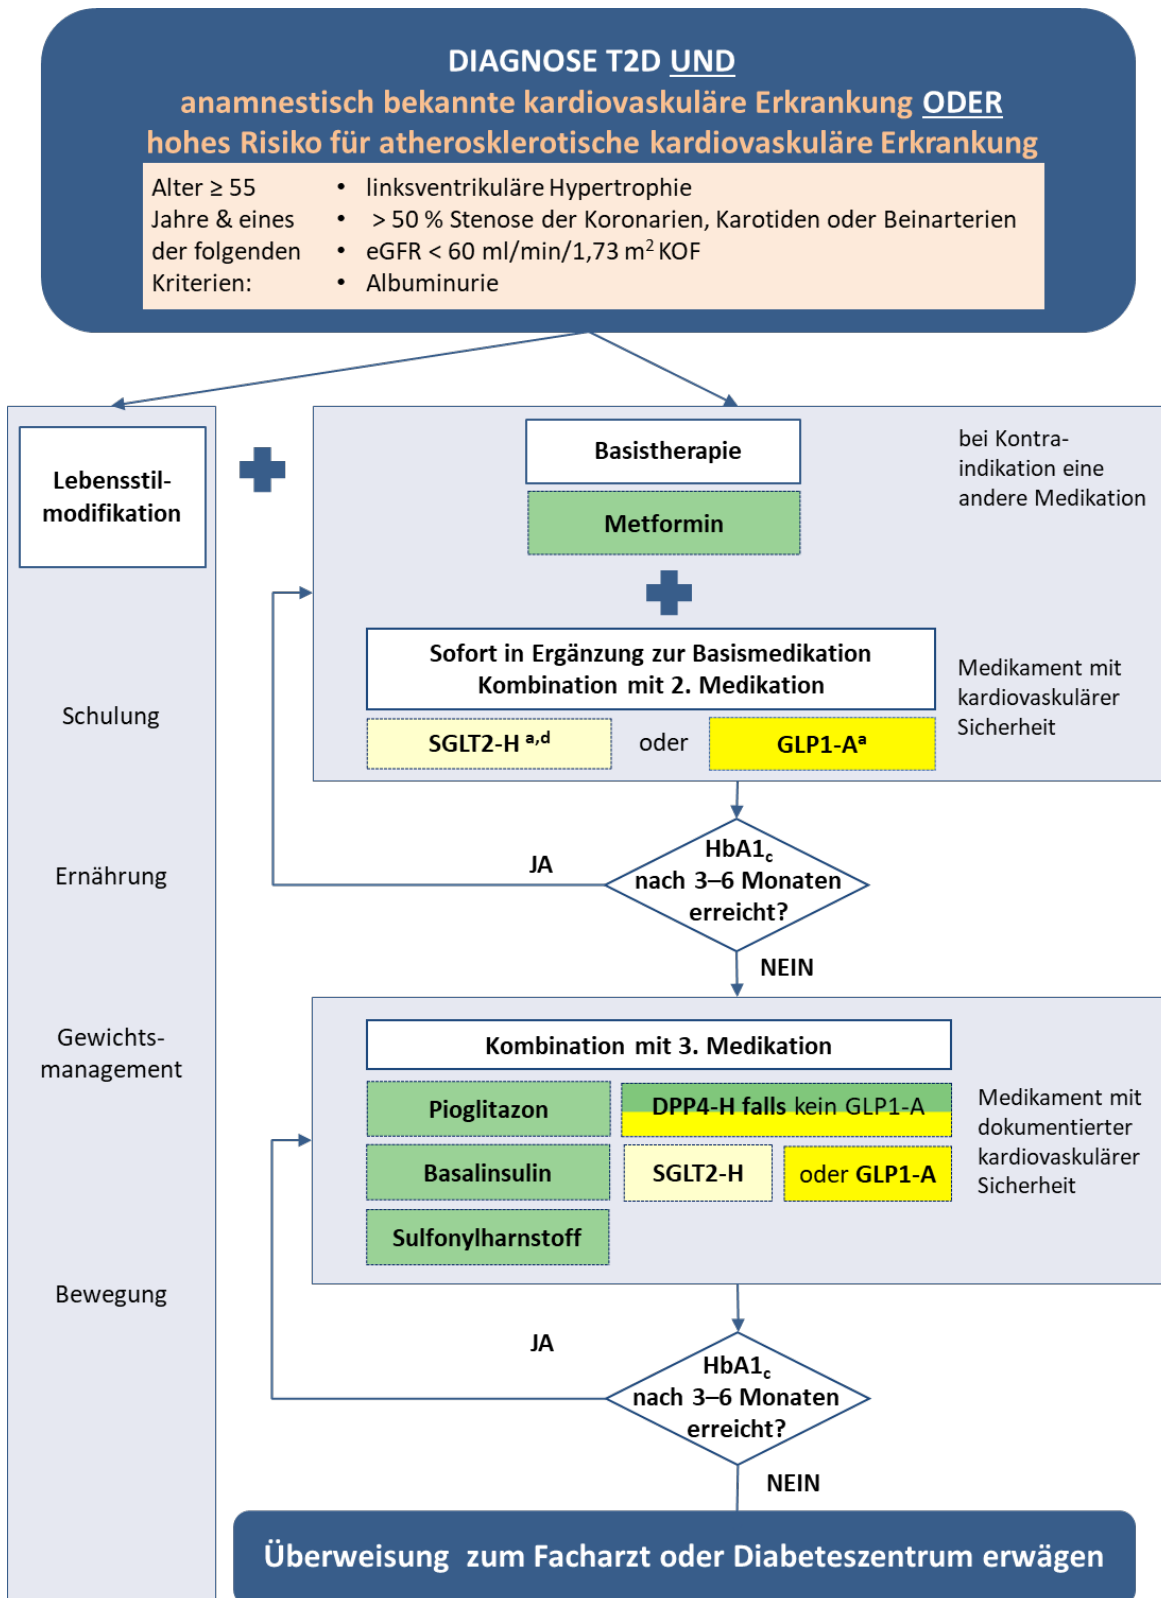 DIAGNOSE T2D UND
anamnestisch bekannte kardiovaskuläre Erkrankung ODER
hohes Risiko für atherosklerotische kardiovaskuläre Erkrankung
Alter ≥ 55
Jahre & eines
der folgenden
Kriterien:
• linksventrikuläre Hypertrophie
• > 50 % Stenose der Koronarien, Karotiden oder Beinarterien
• eGFR < 60 ml/min/1,73 m² KOF
• Albuminurie
Lebensstil-
modifikation
Schulung
Ernährung
Gewichts-
management
Bewegung
Basistherapie
Metformin
bei Kontra-
indikation eine
andere Medikation
Sofort in Ergänzung zur Basismedikation
Kombination mit 2. Medikation
SGLT2-H a,d
oder
GLP1-Aa
Medikament mit
kardiovaskulärer
Sicherheit
HbA1c
nach 3–6 Monaten
erreicht?
JA
NEIN
Kombination mit 3. Medikation
Pioglitazon
DPP4-H falls kein GLP1-A
Basalinsulin
SGLT2-H
oder GLP1-A
Sulfonylharnstoff
Medikament mit
dokumentierter
kardiovaskulärer
Sicherheit
HbA1c
nach 3–6 Monaten
erreicht?
JA
NEIN
Überweisung zum Facharzt oder Diabeteszentrum erwägen